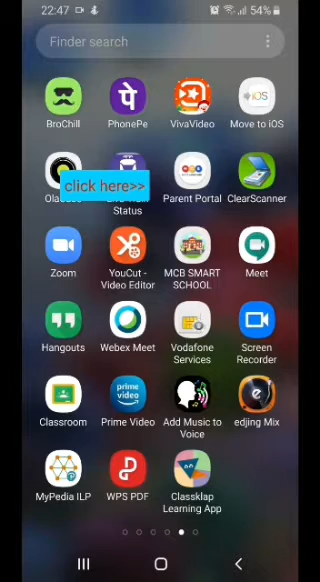 22:47
54%
Finder search
BroChill
PhonePe
VivaVideo
Move to iOS
iOS
पे
click here>>
Status
Parent Portal
ClearScanner
Zoom
YouCut -
Video Editor
MCB SMART
SCHOOL
Meet
Hangouts
Webex Meet
Vodafone
Services
Screen
Recorder
prime
video
Classroom
Prime Video
Add Music to
Voice
edjing Mix
MyPedia ILP
WPS PDF
Classklap
Learning App